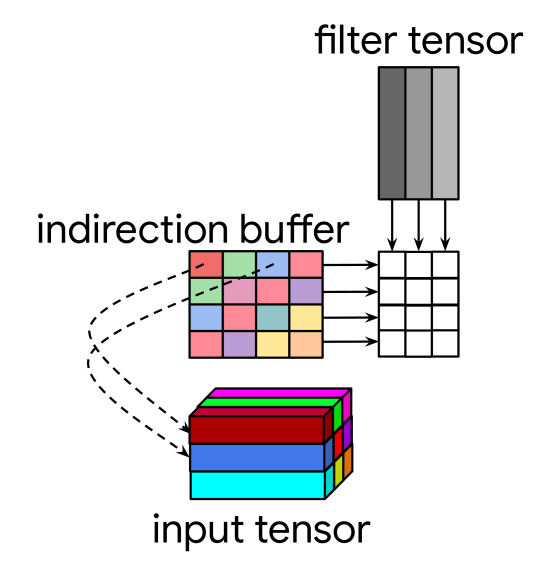 filter tensor
indirection buffer
input tensor